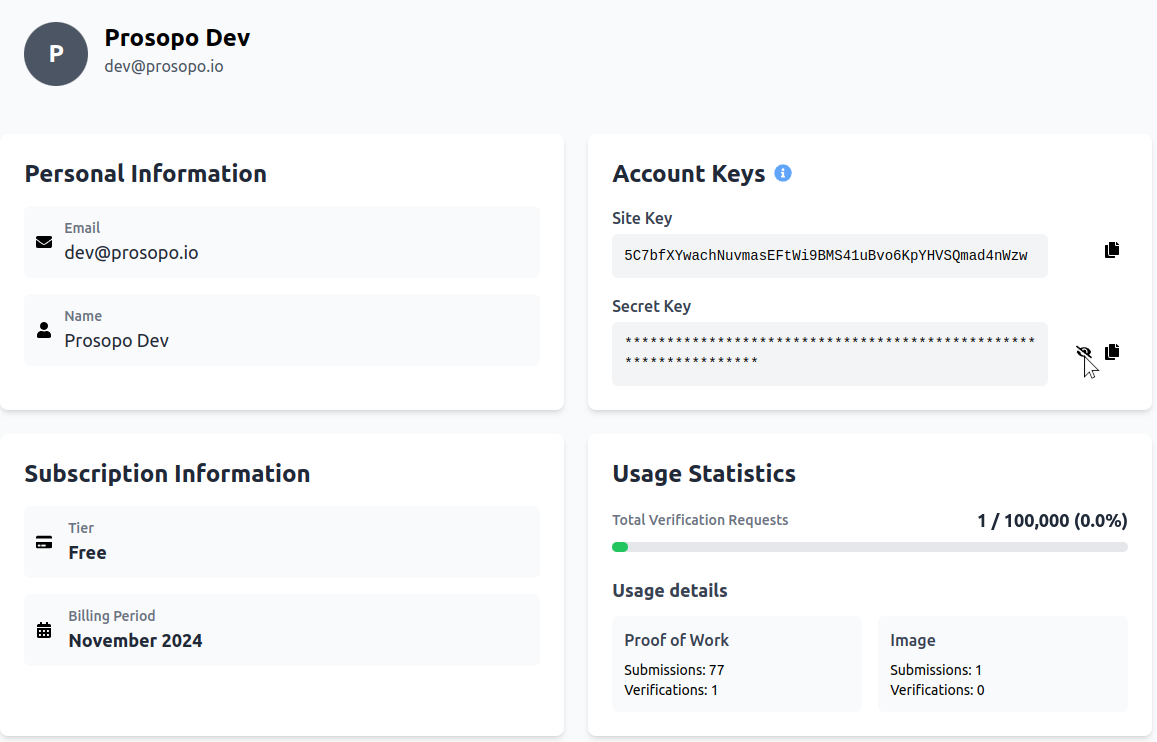 P
Prosopo Dev
dev@prosopo.io
Personal Information
Email
dev@prosopo.io
Name
Prosopo Dev
Account Keys
Site Key
5C7bfXYwachNuvmasEFtWi9BMS41uBvo6KpYHVSQmad4nWzw
Secret Key
*************************************************
****************
Subscription Information
Tier
Free
Billing Period
November 2024
Usage Statistics
Total Verification Requests
1 / 100,000 (0.0%)
Usage details
Proof of Work
Submissions: 77
Verifications: 1
Image
Submissions: 1
Verifications: 0